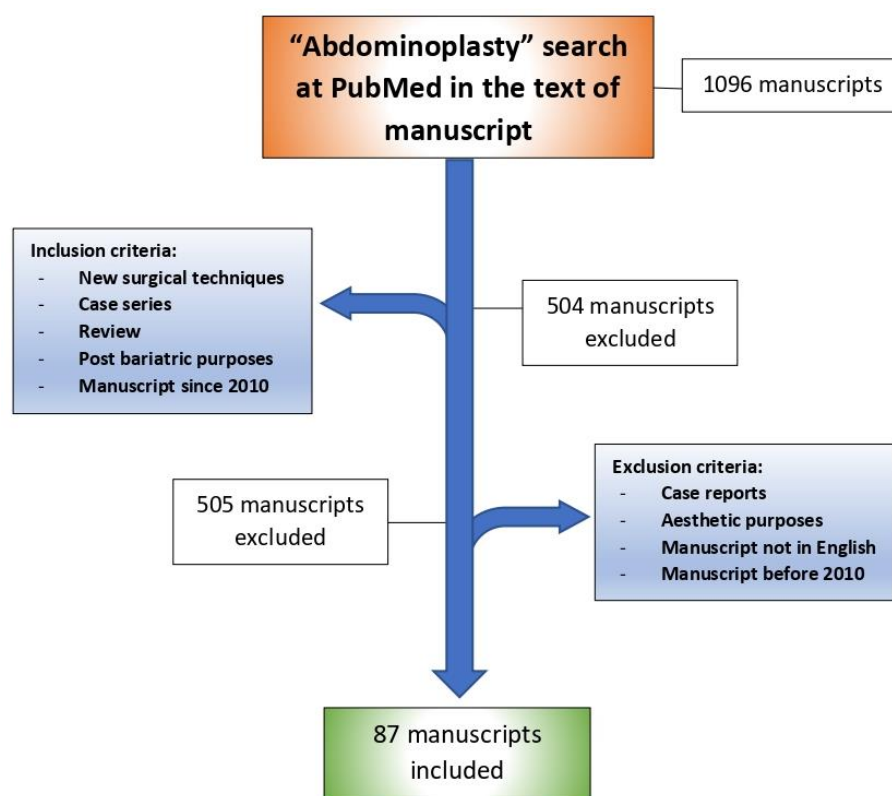 “Abdominoplasty” search
at PubMed in the text of
manuscript
1096 manuscripts
Inclusion criteria:
- New surgical techniques
- Case series
- Review
- Post bariatric purposes
- Manuscript since 2010
504 manuscripts
excluded
505 manuscripts
excluded
Exclusion criteria:
- Case reports
- Aesthetic purposes
- Manuscript not in English
- Manuscript before 2010
87 manuscripts
included